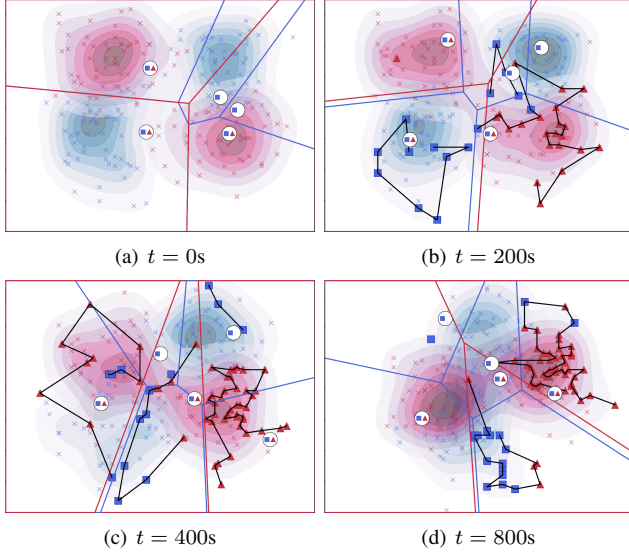 (a) t = 0s
(b) t = 200s
(c) t = 400s
(d) t = 800s